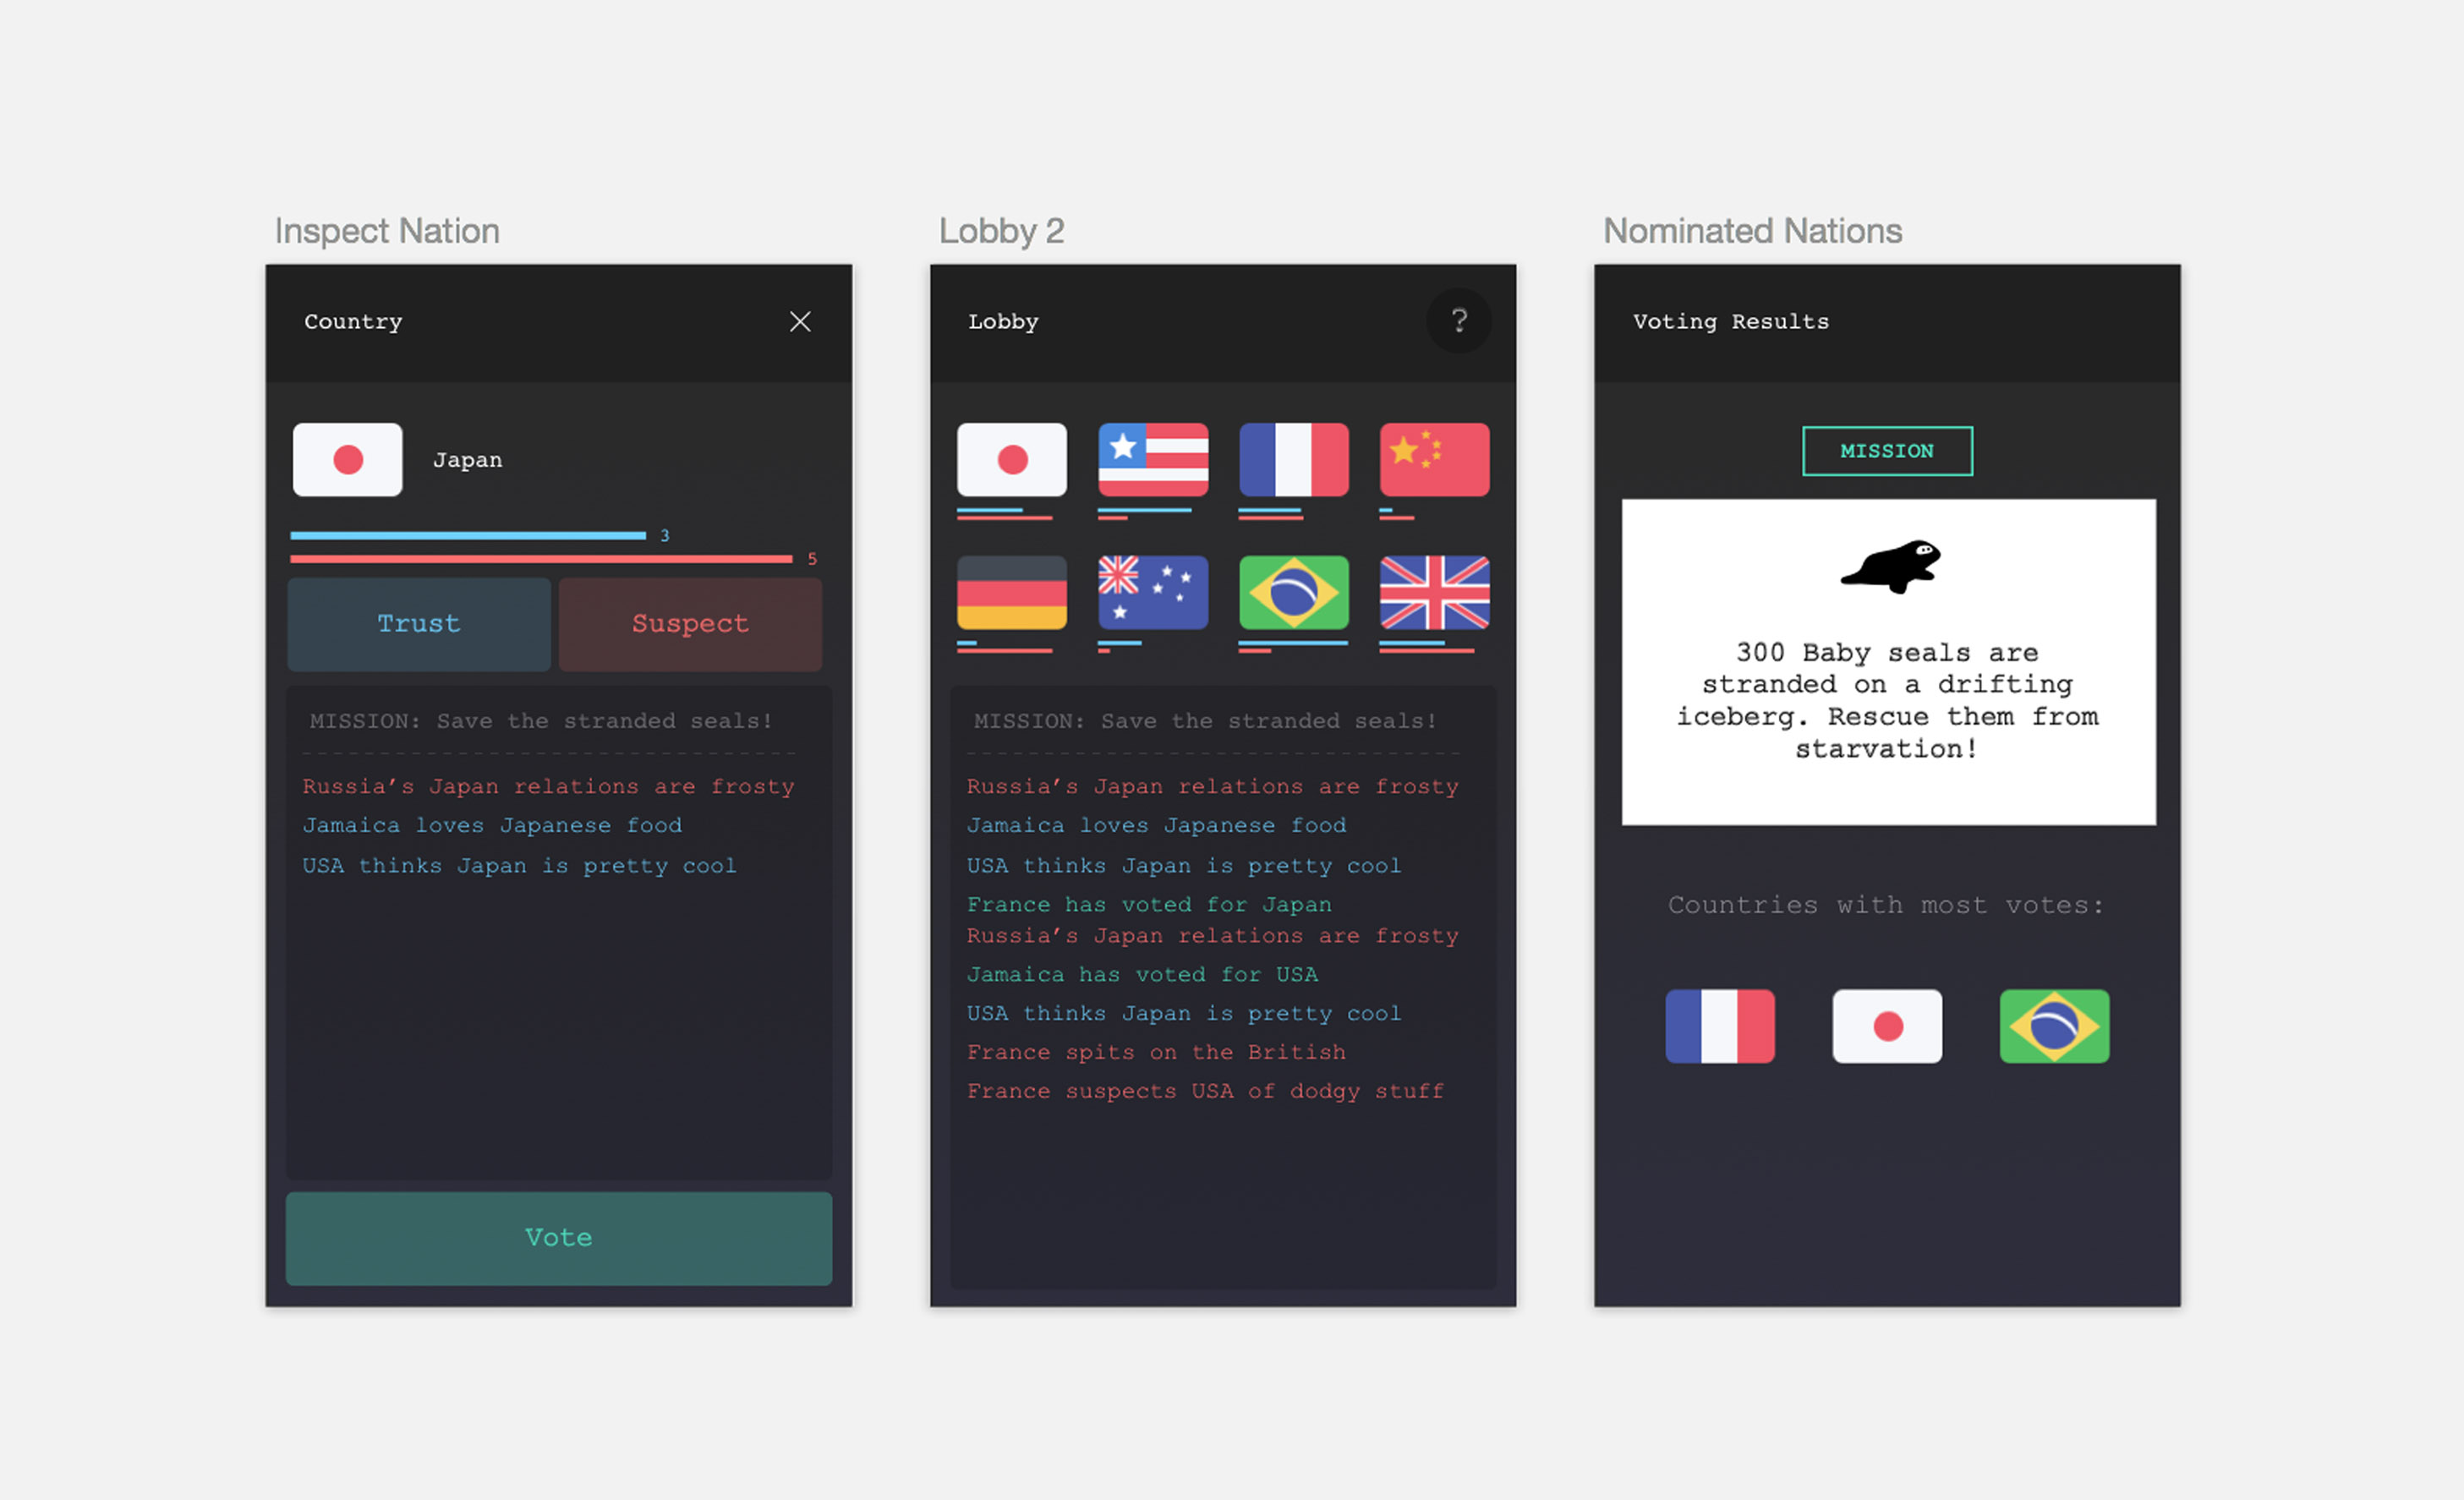 Inspect Nation
Country
Japan
3
5
Trust
Suspect
MISSION: Save the stranded seals!
Russia’s Japan relations are frosty
Jamaica loves Japanese food
USA thinks Japan is pretty cool
Vote
Lobby 2
Lobby
?
MISSION: Save the stranded seals!
Russia’s Japan relations are frosty
Jamaica loves Japanese food
USA thinks Japan is pretty cool
France has voted for Japan
Russia’s Japan relations are frosty
Jamaica has voted for USA
USA thinks Japan is pretty cool
France spits on the British
France suspects USA of dodgy stuff
Nominated Nations
Voting Results
MISSION
300 Baby seals are
stranded on a drifting
iceberg. Rescue them from
starvation!
Countries with most votes: